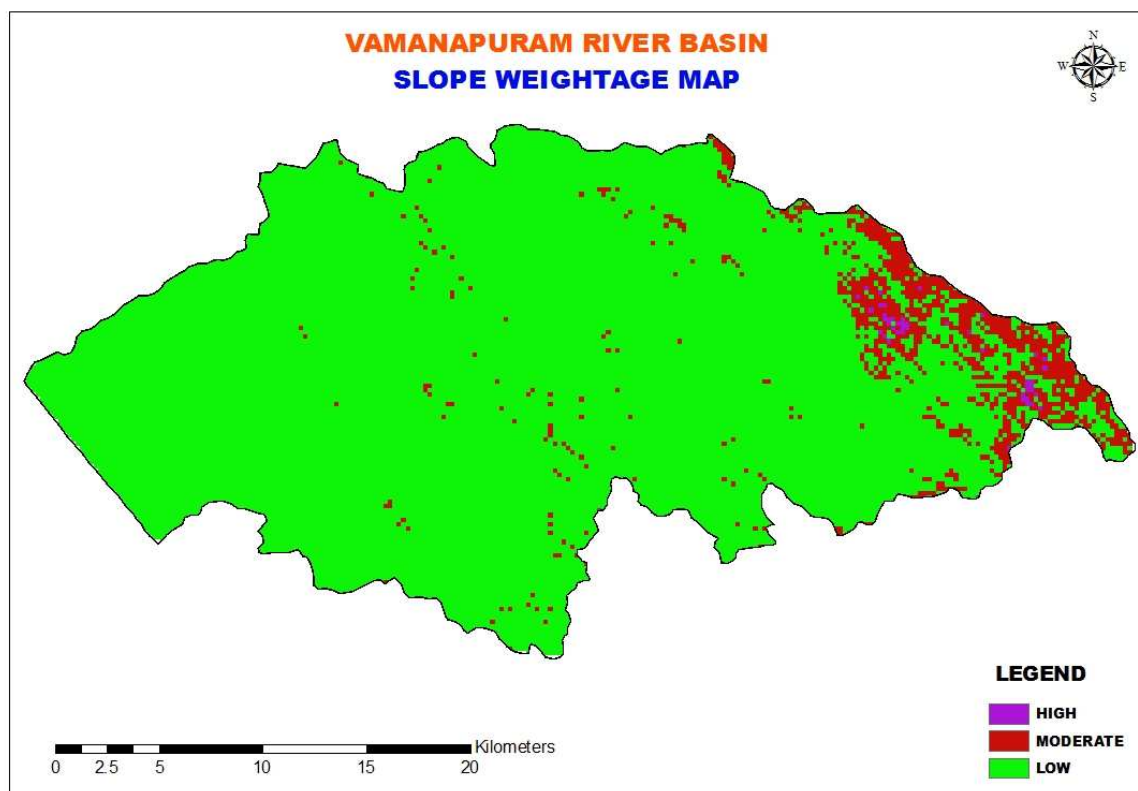 VAMANAPURAM RIVER BASIN
SLOPE WEIGHTAGE MAP
N
W E
S
LEGEND
HIGH
MODERATE
LOW
Kilometers
0 2.5 5 10 15 20